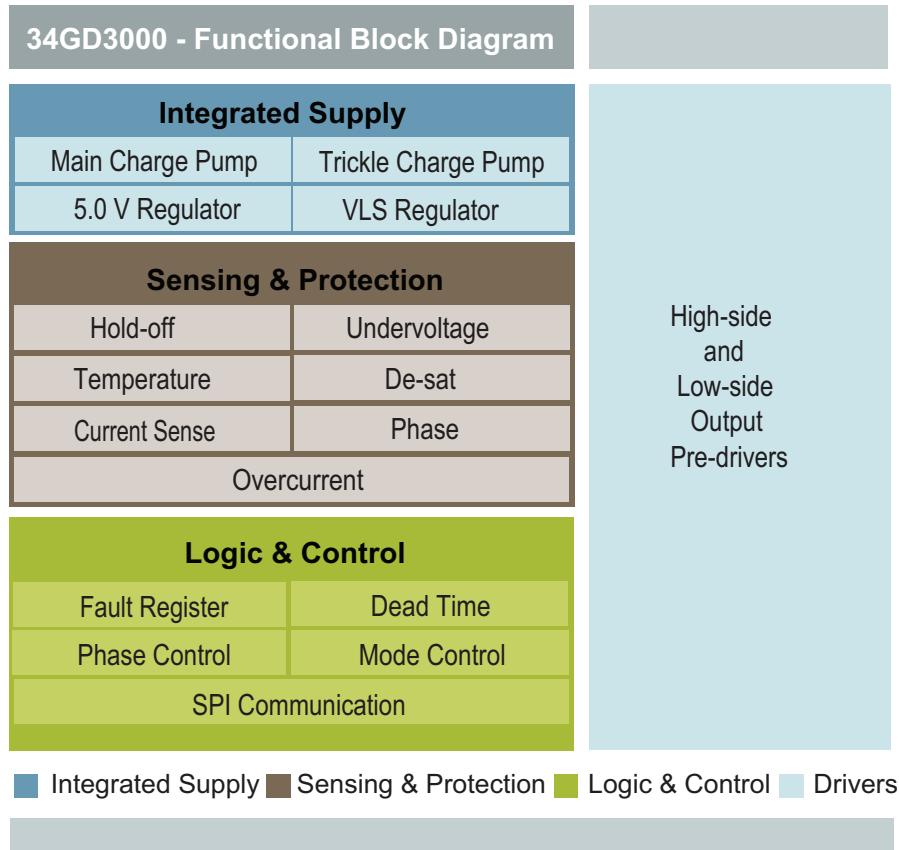 34GD3000 - Functional Block Diagram
Integrated Supply
Main Charge Pump
Trickle Charge Pump
5.0 V Regulator
VLS Regulator
Sensing & Protection
Hold-off
Undervoltage
Temperature
De-sat
Current Sense
Phase
Overcurrent
Logic & Control
Fault Register
Dead Time
Phase Control
Mode Control
SPI Communication
High-side
and
Low-side
Output
Pre-drivers
Integrated Supply
Sensing & Protection
Logic & Control
Drivers